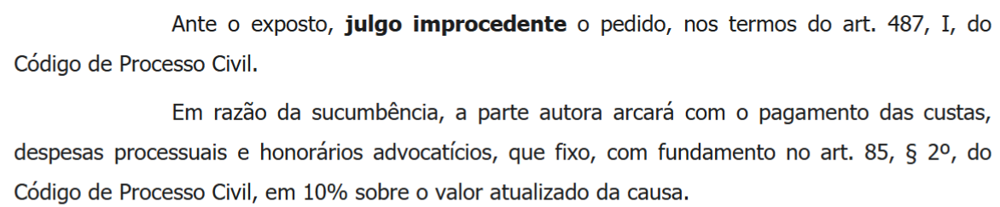 Ante o exposto, julgo improcedente o pedido, nos termos do art. 487, I, do
Código de Processo Civil.
Em razão da sucumbência, a parte autora arcará com o pagamento das custas,
despesas processuais e honorários advocatícios, que fixo, com fundamento no art. 85, § 2º, do
Código de Processo Civil, em 10% sobre o valor atualizado da causa.